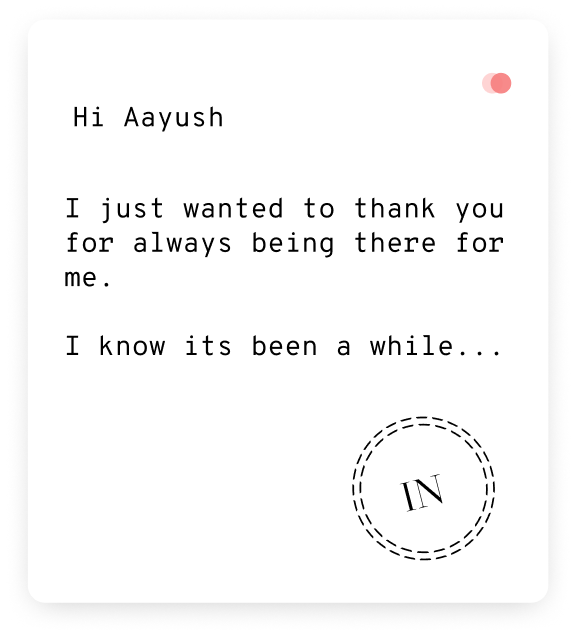 Hi Aayush
I just wanted to thank you
for always being there for
me.
I know its been a while...
IN